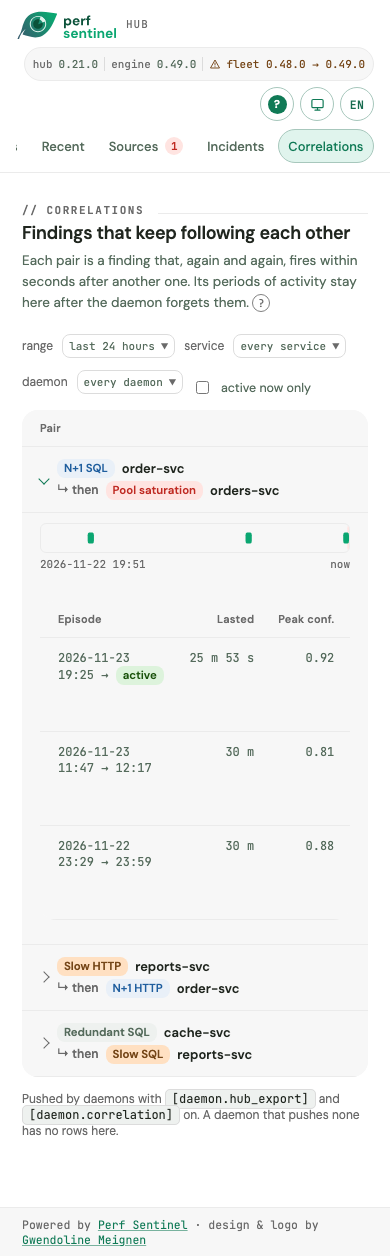 perf sentinel HUB
hub 0.21.0 engine 0.49.0 ⚠ fleet 0.48.0 → 0.49.0
? EN
s Recent Sources 1 Incidents Correlations
// CORRELATIONS
Findings that keep following each other
Each pair is a finding that, again and again, fires within
seconds after another one. Its periods of activity stay
here after the daemon forgets them. ?
range last 24 hours ▼ service every service ▼
daemon every daemon ▼ active now only
Pair
N+1 SQL order-svc
↳ then Pool saturation orders-svc
2026-11-22 19:51 now
Episode Lasted Peak conf.
2026-11-23 25 m 53 s 0.92
19:25 → active
2026-11-23 30 m 0.81
11:47 → 12:17
2026-11-22 30 m 0.88
23:29 → 23:59
Slow HTTP reports-svc
↳ then N+1 HTTP order-svc
Redundant SQL cache-svc
↳ then Slow SQL reports-svc
Pushed by daemons with [daemon.hub_export] and
[daemon.correlation] on. A daemon that pushes none
has no rows here.
Powered by Perf Sentinel · design & logo by
Gwendoline Meignen